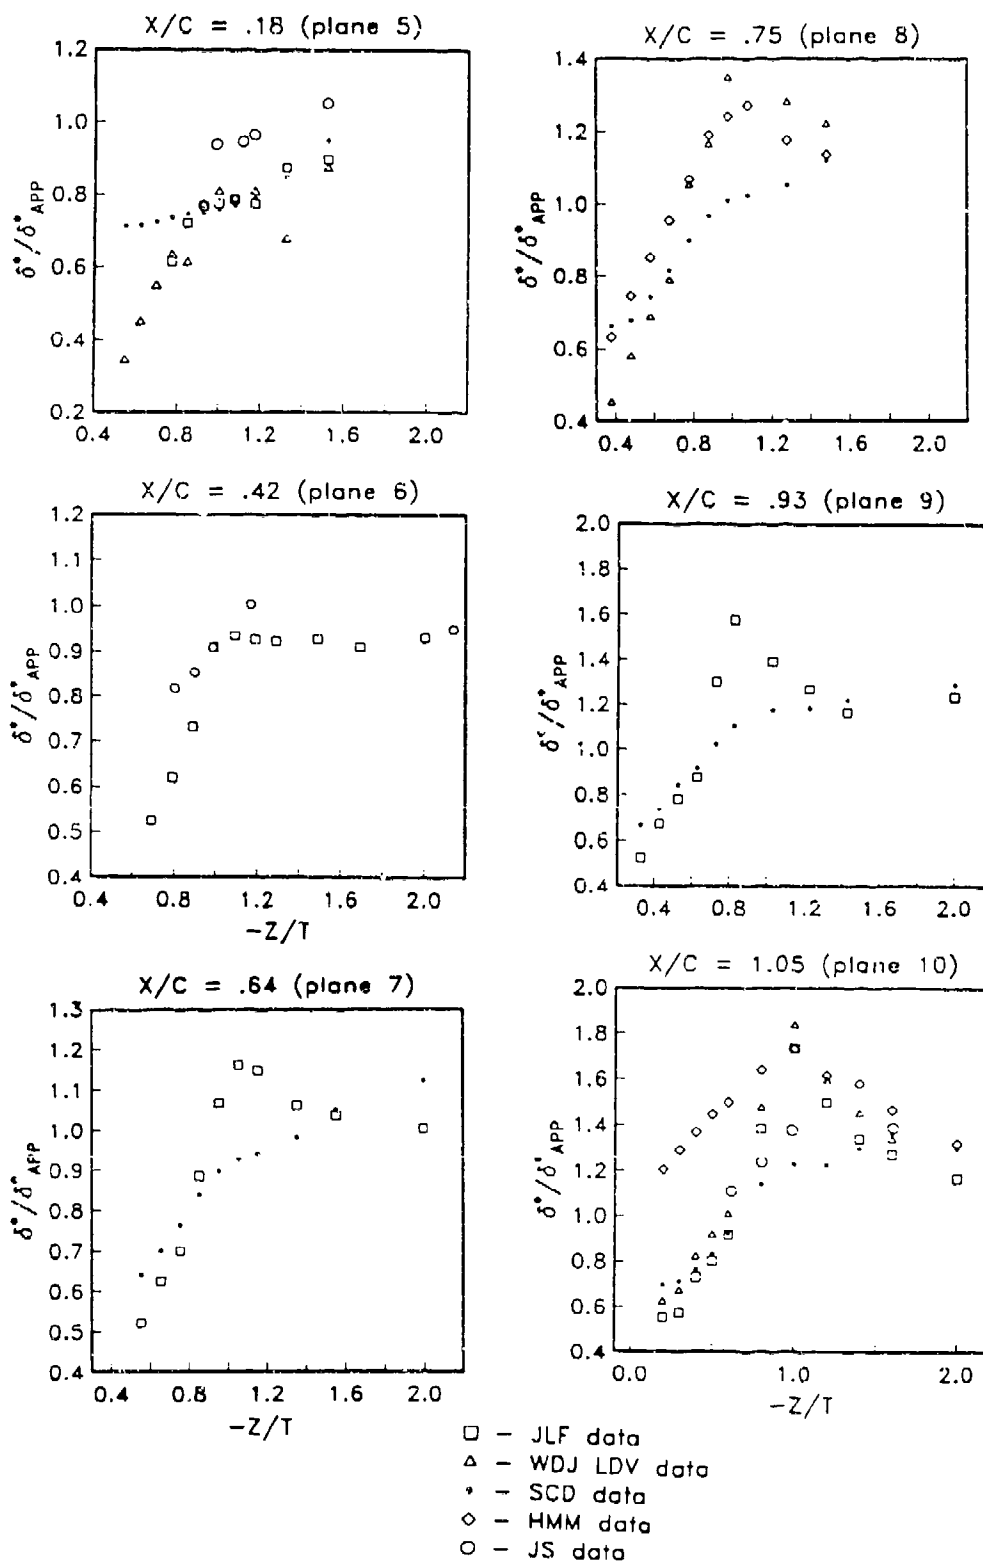 X/C = .18 (plane 5)
1.2
1.0
0.8
0.6
0.4
0.2
δ*/δ*APP
0.4 0.8 1.2 1.6 2.0
X/C = .75 (plane 8)
1.4
1.2
1.0
0.8
0.6
0.4
δ*/δ*APP
0.4 0.8 1.2 1.6 2.0
X/C = .42 (plane 6)
1.2
1.1
1.0
0.9
0.8
0.7
0.6
0.5
0.4
δ*/δ*APP
0.4 0.8 1.2 1.6 2.0
-Z/T
X/C = .93 (plane 9)
2.0
1.8
1.6
1.4
1.2
1.0
0.8
0.6
0.4
δ*/δ*APP
0.4 0.8 1.2 1.6 2.0
X/C = .64 (plane 7)
1.3
1.2
1.1
1.0
0.9
0.8
0.7
0.6
0.5
0.4
δ*/δ*APP
0.4 0.8 1.2 1.6 2.0
-Z/T
X/C = 1.05 (plane 10)
2.0
1.8
1.6
1.4
1.2
1.0
0.8
0.6
0.4
δ*/δ*APP
0.0 1.0 2.0
-Z/T
□ - JLF data
△ - WDJ LDV data
• - SCD data
◇ - HMM data
○ - JS data